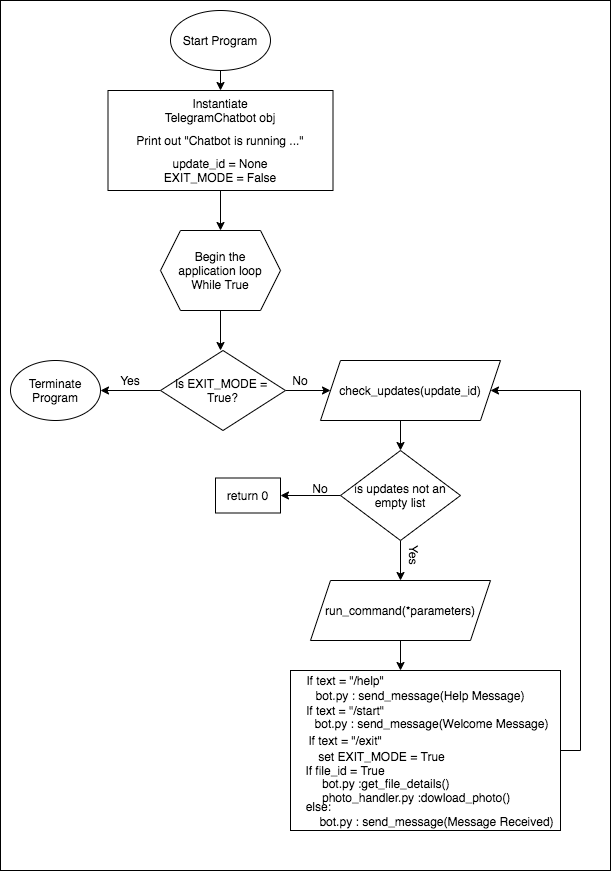 Start Program
Instantiate
TelegramChatbot obj
Print out "Chatbot is running ..."
update_id = None
EXIT_MODE = False
Begin the
application loop
While True
Is EXIT_MODE =
True?
Yes
No
Terminate
Program
check_updates(update_id)
is updates not an
empty list
No
return 0
Yes
run_command(*parameters)
If text = "/help"
bot.py : send_message(Help Message)
If text = "/start"
bot.py : send_message(Welcome Message)
If text = "/exit"
set EXIT_MODE = True
If file_id = True
bot.py :get_file_details()
photo_handler.py :dowload_photo()
else:
bot.py : send_message(Message Received)